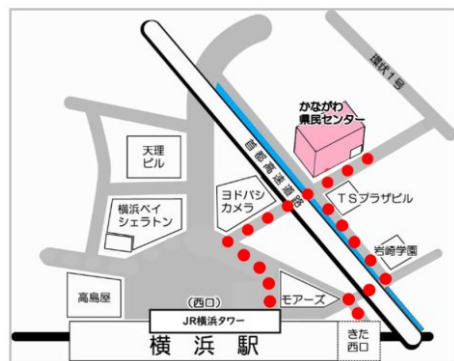 環状1号
かながわ
県民センター
天理
ビル
首都高速道路
ヨドバシ
カメラ
TSプラザビル
横浜ベイ
シェラトン
岩崎学園
高島屋
(西口)
モアーズ
JR横浜タワー
きた
西口
横浜駅